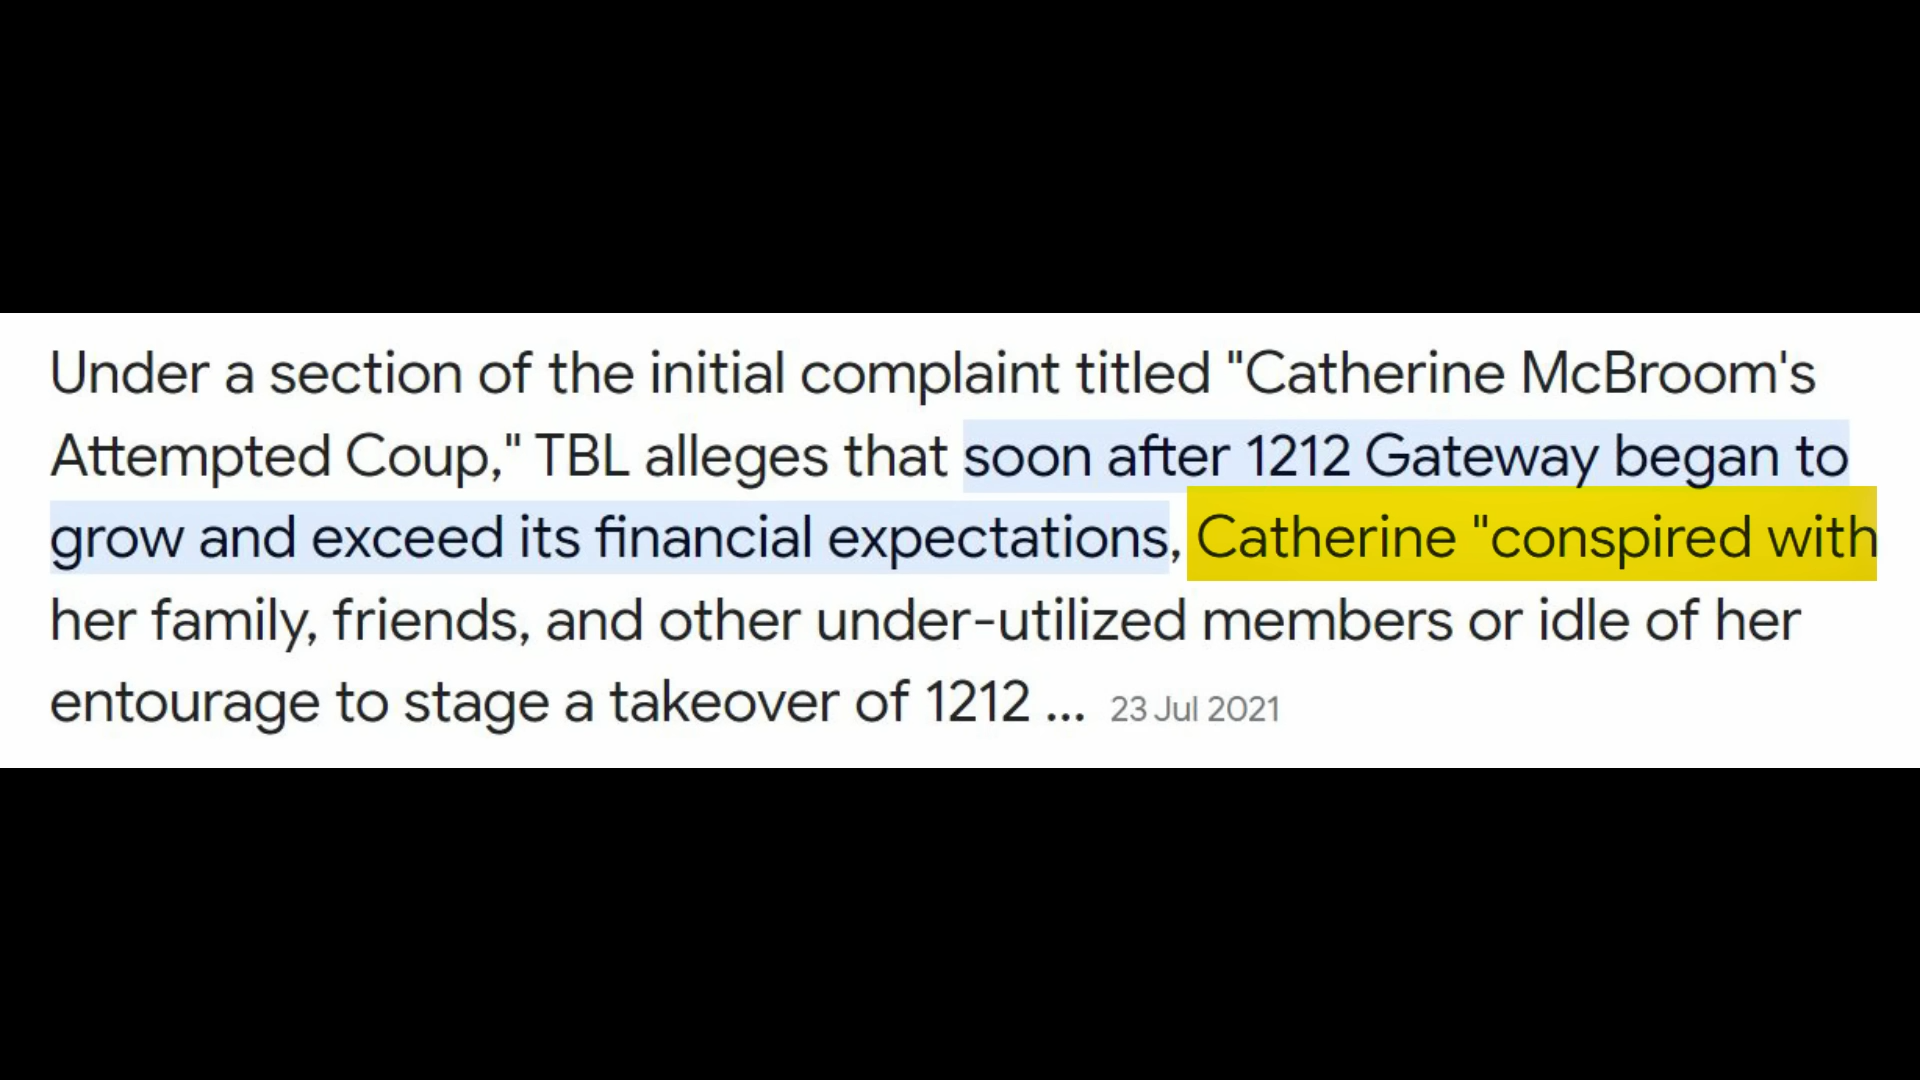 Under a section of the initial complaint titled "Catherine McBroom's
Attempted Coup," TBL alleges that soon after 1212 Gateway began to
grow and exceed its financial expectations, Catherine "conspired with
her family, friends, and other under-utilized members or idle of her
entourage to stage a takeover of 1212 ... 23 Jul 2021